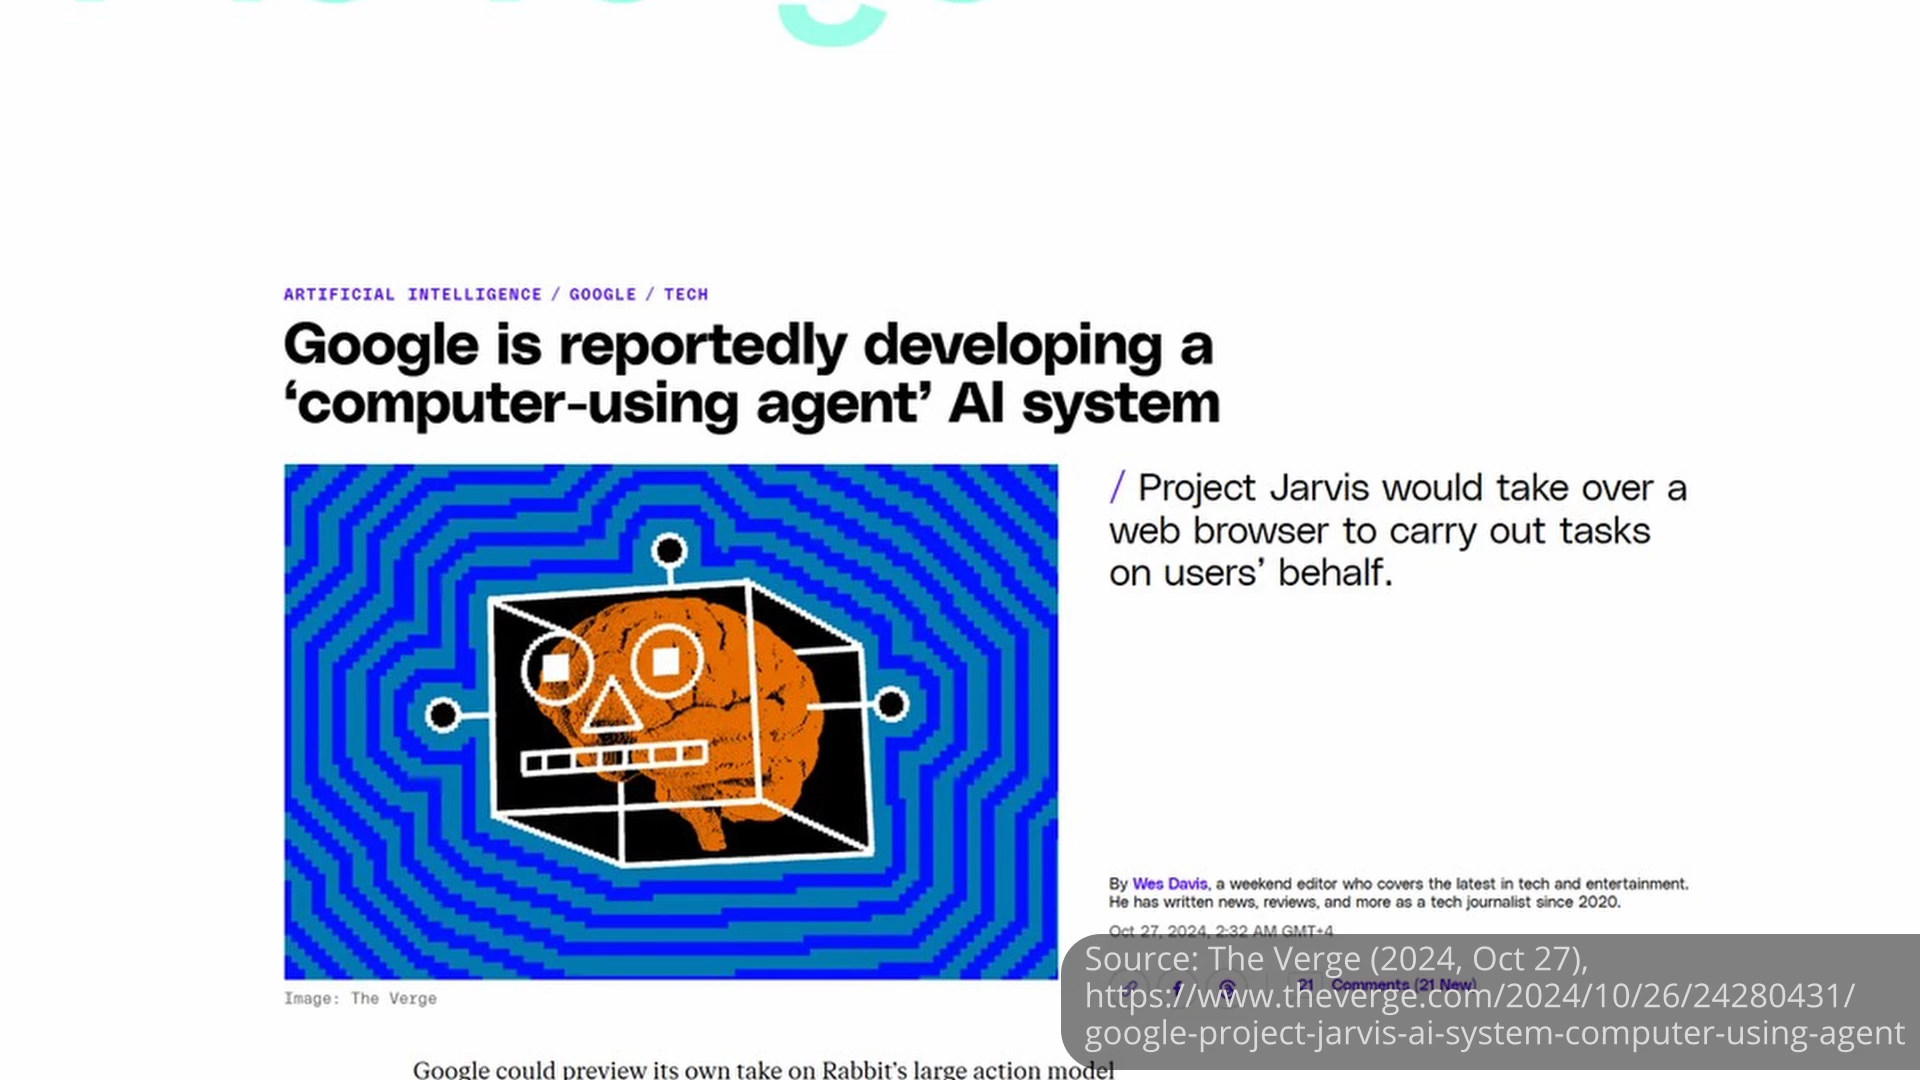 ARTIFICIAL INTELLIGENCE / GOOGLE / TECH
Google is reportedly developing a
‘computer-using agent’ AI system
/ Project Jarvis would take over a
web browser to carry out tasks
on users’ behalf.
By Wes Davis, a weekend editor who covers the latest in tech and entertainment.
He has written news, reviews, and more as a tech journalist since 2020.
Oct 27, 2024, 2:32 AM GMT+4
21 Comments (21 New)
Image: The Verge
Source: The Verge (2024, Oct 27),
https://www.theverge.com/2024/10/26/24280431/
google-project-jarvis-ai-system-computer-using-agent
Google could preview its own take on Rabbit’s large action model